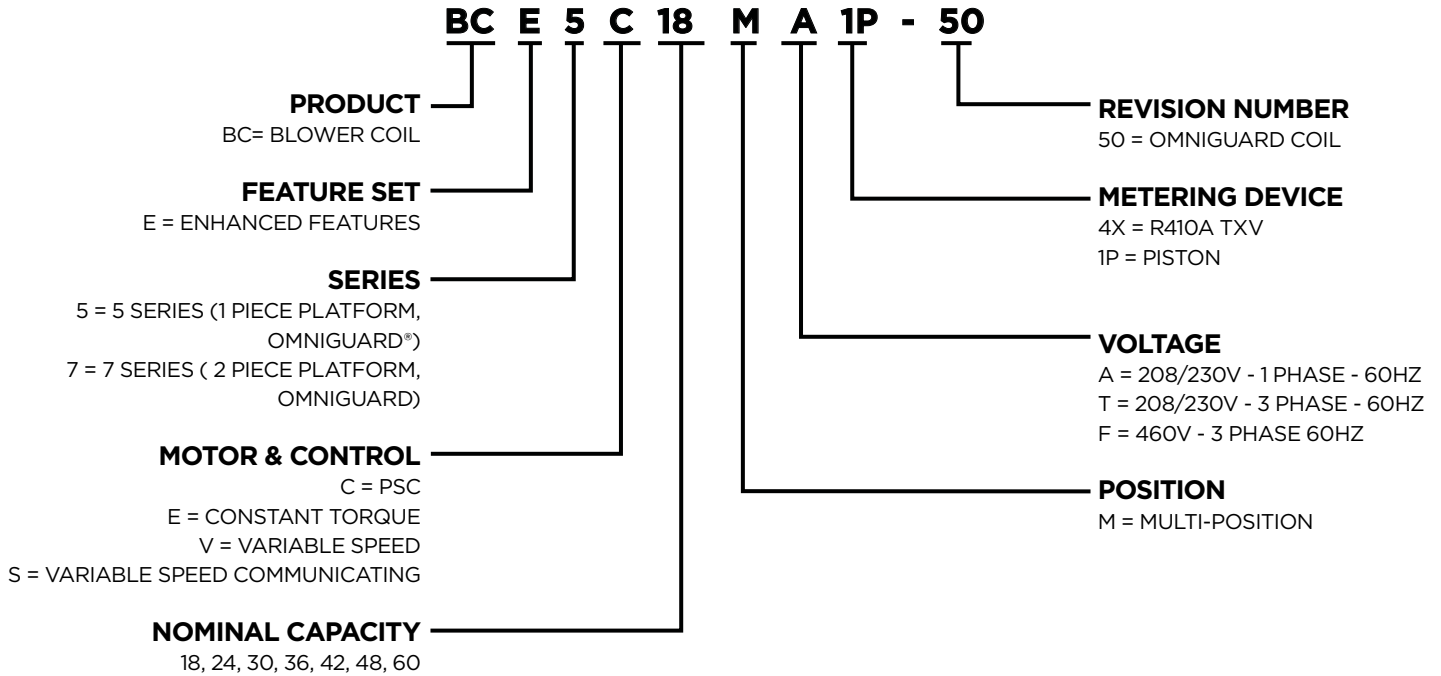 BC E 5 C 18 M A 1P - 50
PRODUCT
BC= BLOWER COIL
FEATURE SET
E = ENHANCED FEATURES
SERIES
5 = 5 SERIES (1 PIECE PLATFORM,
OMNIGUARD®)
7 = 7 SERIES ( 2 PIECE PLATFORM,
OMNIGUARD)
MOTOR & CONTROL
C = PSC
E = CONSTANT TORQUE
V = VARIABLE SPEED
S = VARIABLE SPEED COMMUNICATING
NOMINAL CAPACITY
18, 24, 30, 36, 42, 48, 60
REVISION NUMBER
50 = OMNIGUARD COIL
METERING DEVICE
4X = R410A TXV
1P = PISTON
VOLTAGE
A = 208/230V - 1 PHASE - 60HZ
T = 208/230V - 3 PHASE - 60HZ
F = 460V - 3 PHASE 60HZ
POSITION
M = MULTI-POSITION